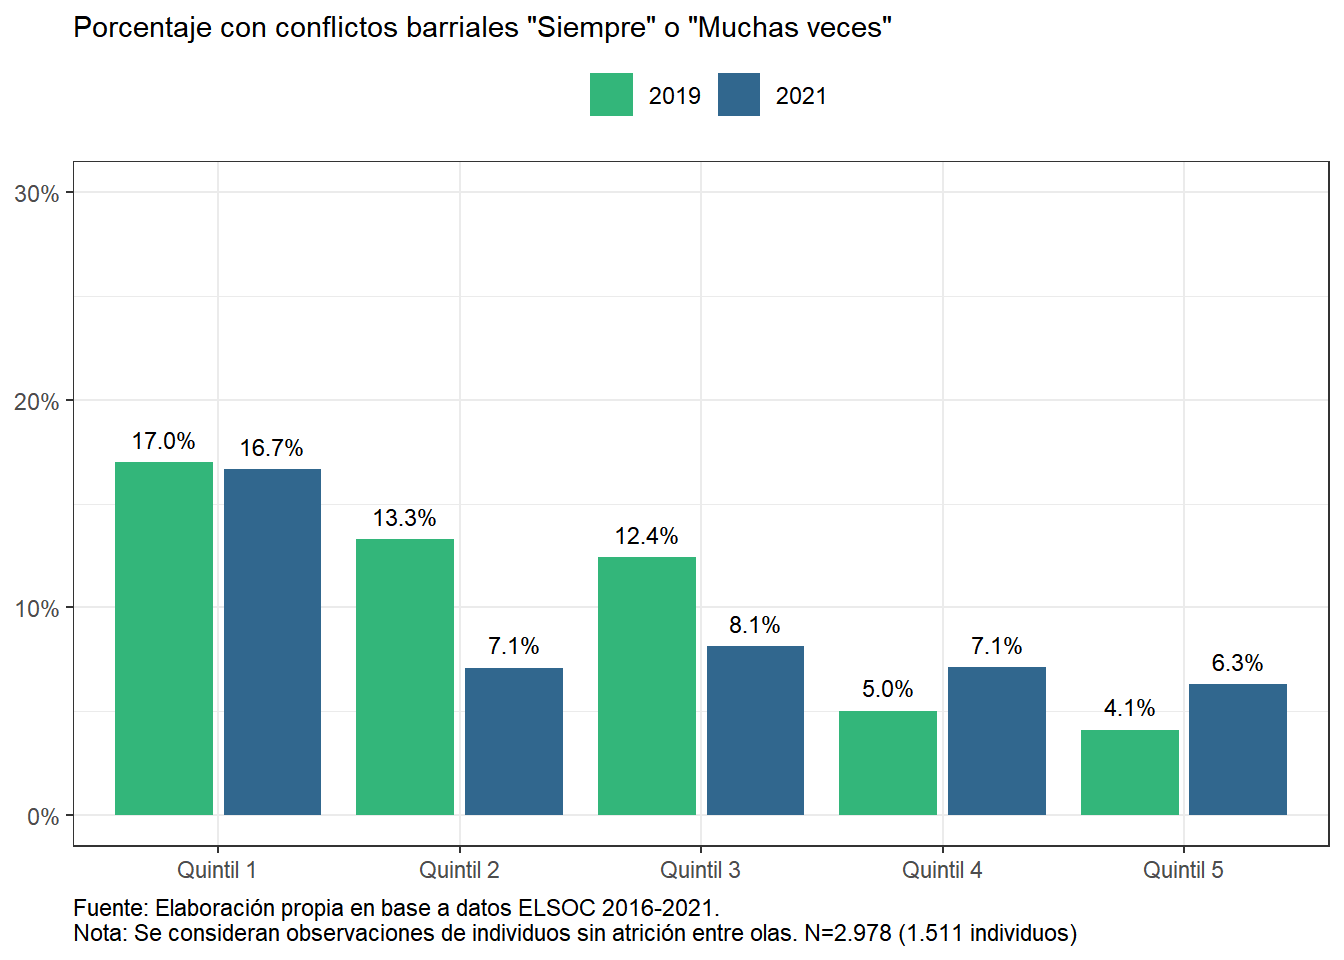 Porcentaje con conflictos barriales "Siempre" o "Muchas veces"
2019 2021
30%
20%
10%
0%
17.0% 16.7%
13.3% 7.1%
12.4% 8.1%
5.0% 7.1%
4.1% 6.3%
Quintil 1 Quintil 2 Quintil 3 Quintil 4 Quintil 5
Fuente: Elaboración propia en base a datos ELSOC 2016-2021.
Nota: Se consideran observaciones de individuos sin atrición entre olas. N=2.978 (1.511 individuos)